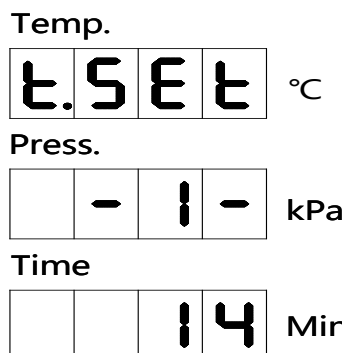 Temp.
t.SEt °C
Press.
- 1 - kPa
Time
14 Min